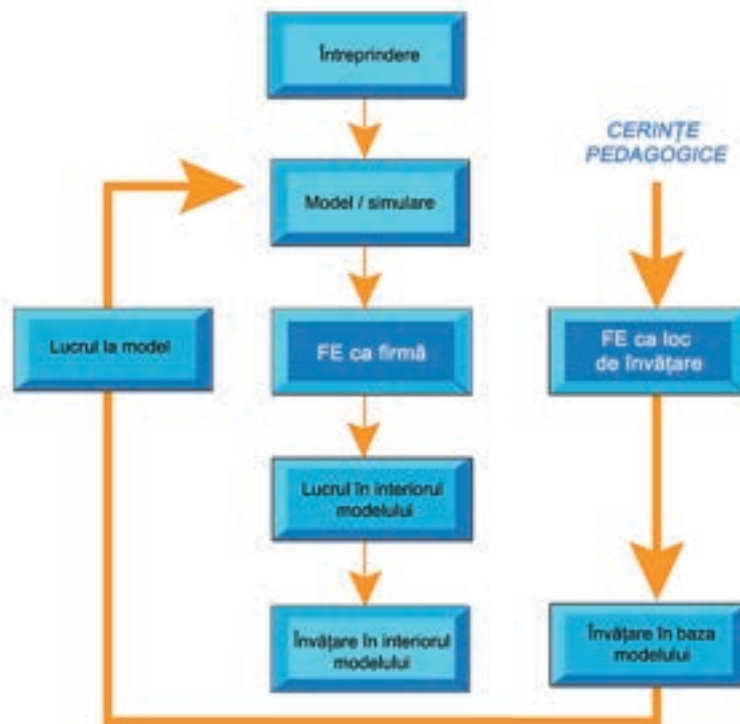 Întreprindere
CERINȚE
PEDAGOGICE
Model / simulare
Lucrul la model
FE ca firmă
FE ca loc
de învățare
Lucrul în interiorul
modelului
Învățare în interiorul
modelului
Învățare în baza
modelului